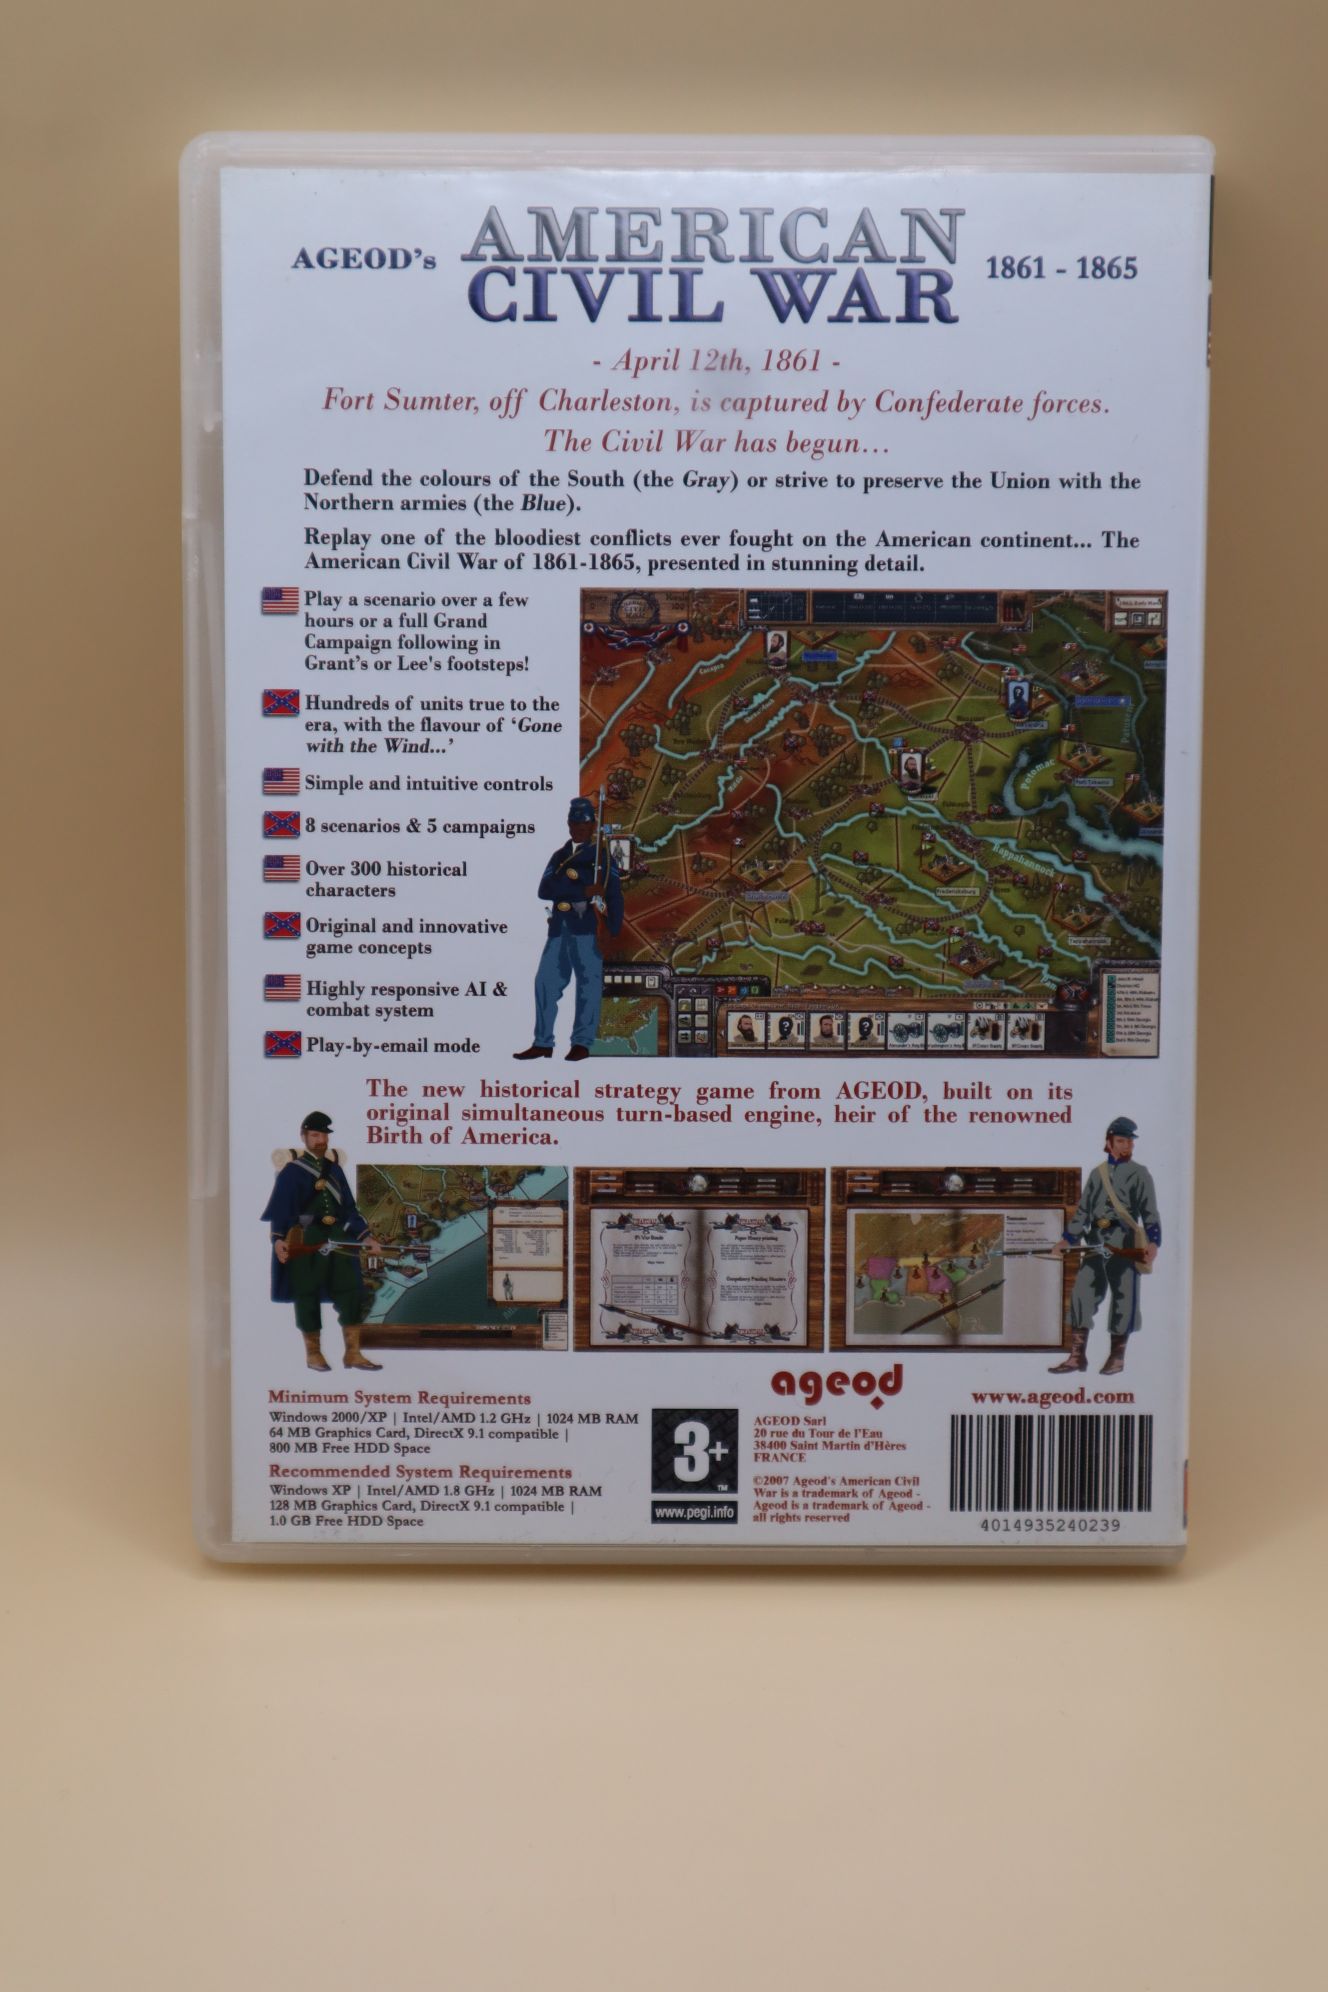 AGEOD's AMERICAN CIVIL WAR 1861 - 1865
- April 12th, 1861 -
Fort Sumter, off Charleston, is captured by Confederate forces.
The Civil War has begun...
Defend the colours of the South (the Gray) or strive to preserve the Union with the
Northern armies (the Blue).
Replay one of the bloodiest conflicts ever fought on the American continent... The
American Civil War of 1861-1865, presented in stunning detail.
Play a scenario over a few
hours or a full Grand
Campaign following in
Grant's or Lee's footsteps!
Hundreds of units true to the
era, with the flavour of 'Gone
with the Wind...'
Simple and intuitive controls
8 scenarios & 5 campaigns
Over 300 historical
characters
Original and innovative
game concepts
Highly responsive AI &
combat system
Play-by-email mode
Potomac
Rappahannock
Fredericksburg
The new historical strategy game from AGEOD, built on its
original simultaneous turn-based engine, heir of the renowned
Birth of America.
ageod
www.ageod.com
Minimum System Requirements
Windows 2000/XP | Intel/AMD 1.2 GHz | 1024 MB RAM
64 MB Graphics Card, DirectX 9.1 compatible |
800 MB Free HDD Space
Recommended System Requirements
Windows XP | Intel/AMD 1.8 GHz | 1024 MB RAM
128 MB Graphics Card, DirectX 9.1 compatible |
1.0 GB Free HDD Space
3+
TM
www.pegi.info
AGEOD Sarl
20 rue du Tour de l'Eau
38400 Saint Martin d'Hères
FRANCE
©2007 Ageod's American Civil
War is a trademark of Ageod -
Ageod is a trademark of Ageod -
all rights reserved
4014935240239